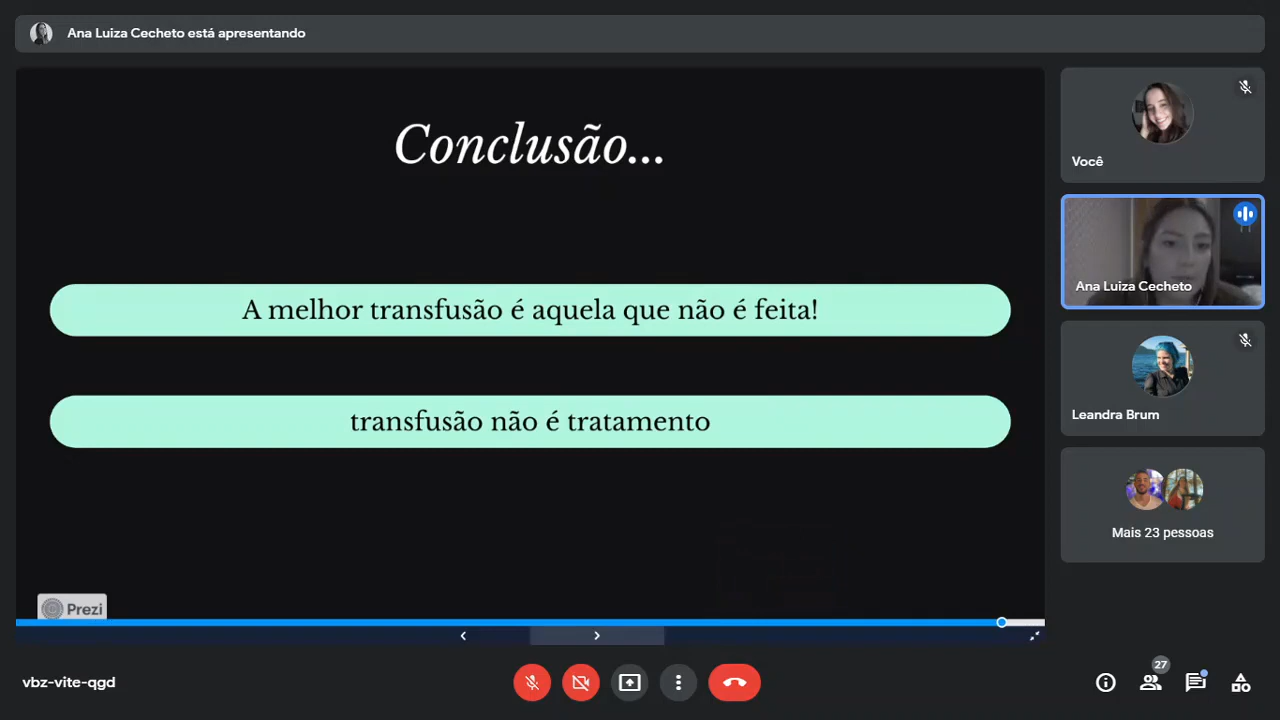 Ana Luiza Cecheto está apresentando
Conclusão...
A melhor transfusão é aquela que não é feita!
transfusão não é tratamento
Prezi
Você
Ana Luiza Cecheto
Leandra Brum
Mais 23 pessoas
vbz-vite-qgd
27